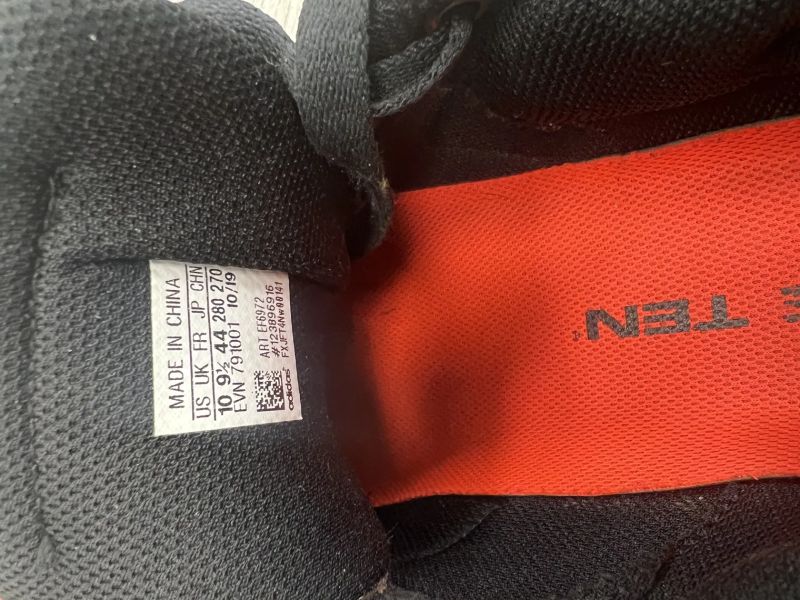 MADE IN CHINA
US UK FR JP CHN
10 9½ 44 280 270
EVN 791001 10/19
ART EF6972
#123896916
FXJFT4NW00141
adidas
TEN